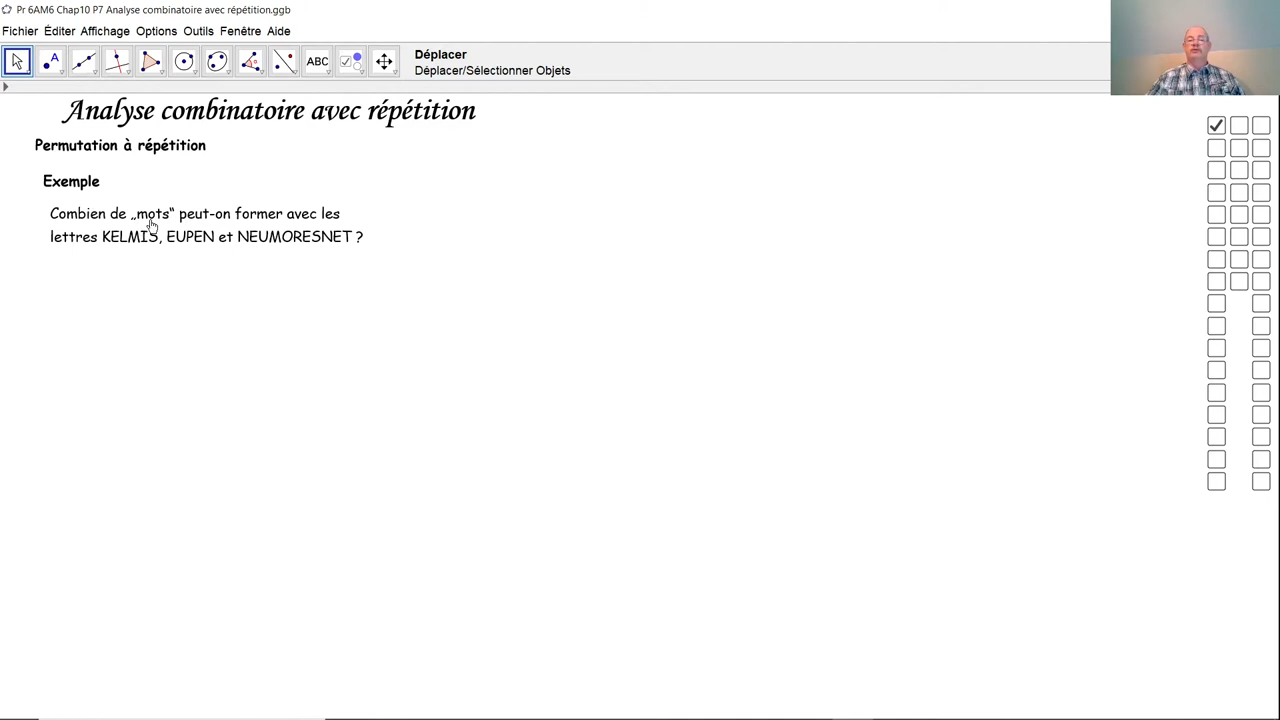 Pr 6AM6 Chap10 P7 Analyse combinatoire avec répétition.ggb
Fichier Éditer Affichage Options Outils Fenêtre Aide
A
ABC
Déplacer
Déplacer/Sélectionner Objets
Analyse combinatoire avec répétition
Permutation à répétition
Exemple
Combien de „mots“ peut-on former avec les
lettres KELMIS, EUPEN et NEUMORESNET ?